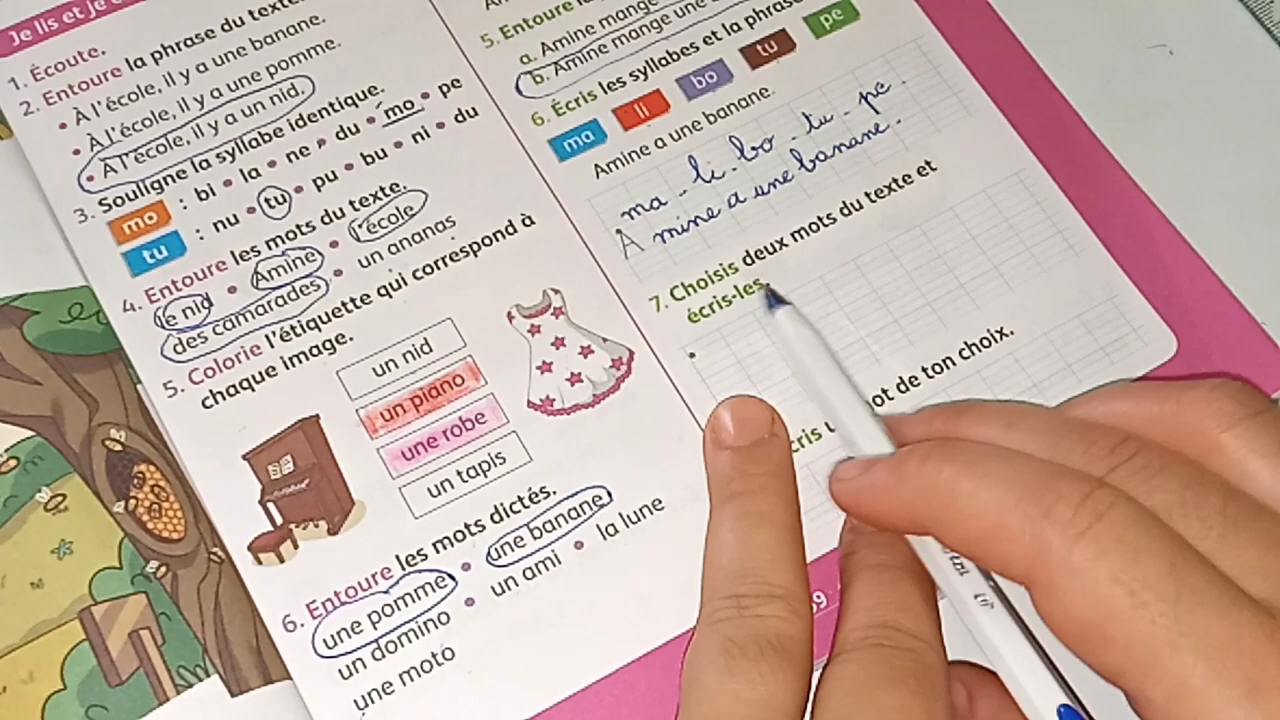 Je lis et je
1. Écoute.
2. Entoure la phrase du texte.
• À l'école, il y a une banane.
• À l'école, il y a une pomme.
• À l'école, il y a un nid.
3. Souligne la syllabe identique.
mo : bi • la • ne • du • mo • pe
tu : nu • tu • pu • bu • ni • du
4. Entoure les mots du texte.
le nid • Amine • l'école
des camarades • un ananas
5. Colorie l'étiquette qui correspond à
chaque image.
un nid
un piano
une robe
un tapis
6. Entoure les mots dictés.
une pomme • une banane
un domino • un ami • la lune
une moto
5. Entoure
a. Amine mange
b. Amine mange une
6. Écris les syllabes et la phrase
ma li bo tu pe
Amine a une banane.
ma - li - bo - tu - pe .
Amine a une banane .
7. Choisis deux mots du texte et
écris-les.
ot de ton choix.